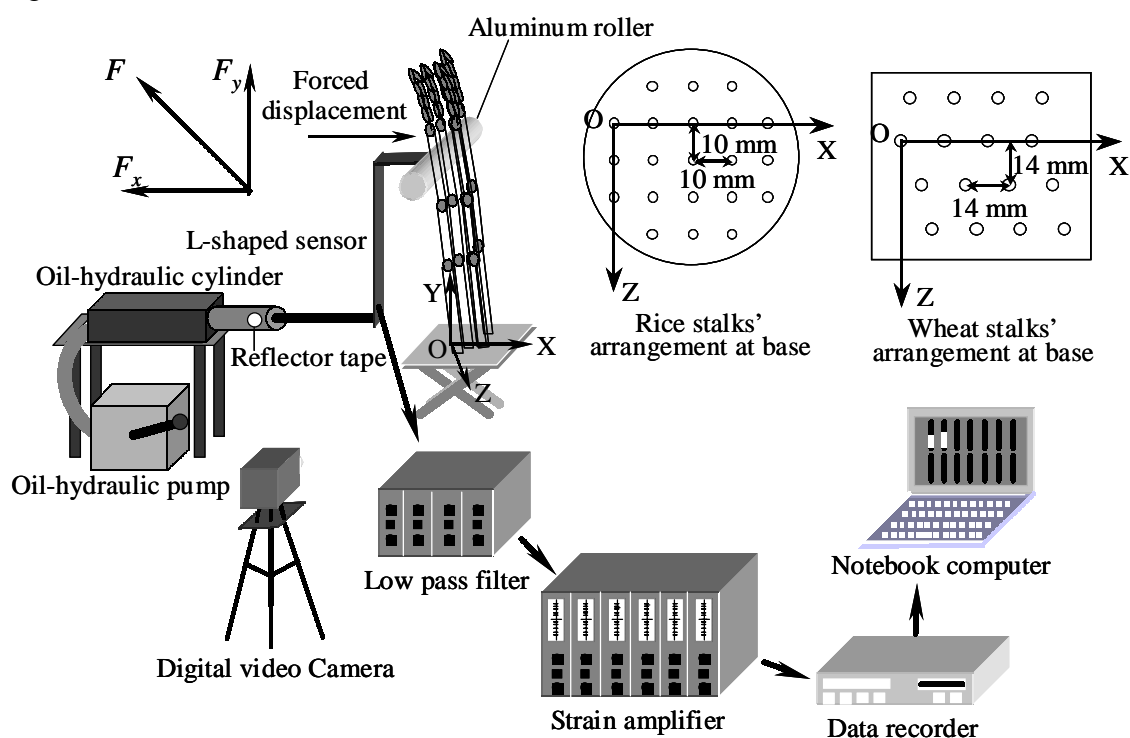 Aluminum roller
F
Fy
Forced
displacement
Fx
O
X
10 mm
10 mm
Z
Rice stalks'
arrangement at base
O
X
14 mm
14 mm
Z
Wheat stalks'
arrangement at base
L-shaped sensor
Oil-hydraulic cylinder
Reflector tape
Y
O
X
Z
Oil-hydraulic pump
Low pass filter
Notebook computer
Digital video Camera
Strain amplifier
Data recorder